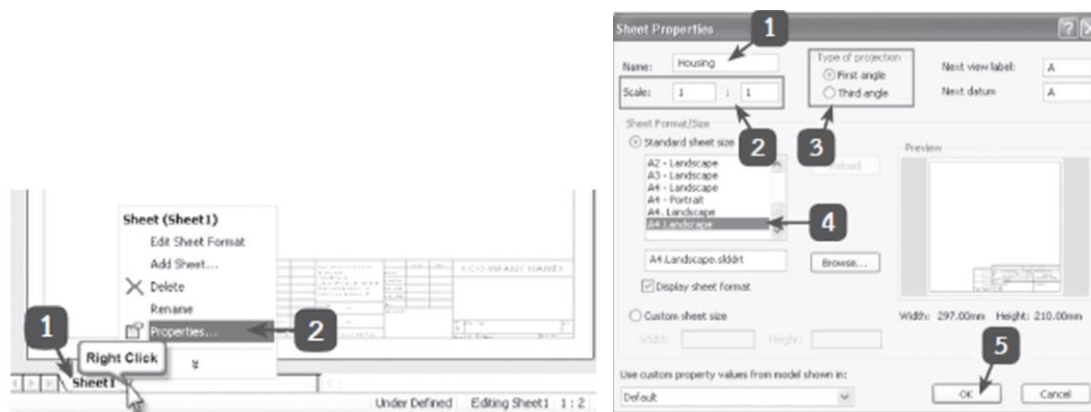 Sheet (Sheet1)
Edit Sheet Format
Add Sheet...
Delete
Rename
Properties...
1
2
Right Click
Sheet1
<COMPANY NAME>
Under Defined Editing Sheet1 1:2
Sheet Properties
1
Name: Housing
Scale: 1 : 1
2
Type of projection
First angle
Third angle
3
Next view label: A
Next datum A
Sheet Format/Size
Standard sheet size
A2 - Landscape
A3 - Landscape
A4 - Landscape
A4 - Portrait
A4. Landscape
A4.Landscape
4
Reload
A4.Landscape.slddrt
Browse...
Display sheet format
Custom sheet size
Width:
Height:
Preview
Width: 297.00mm Height: 210.00mm
5
Use custom property values from model shown in:
Default
OK
Cancel